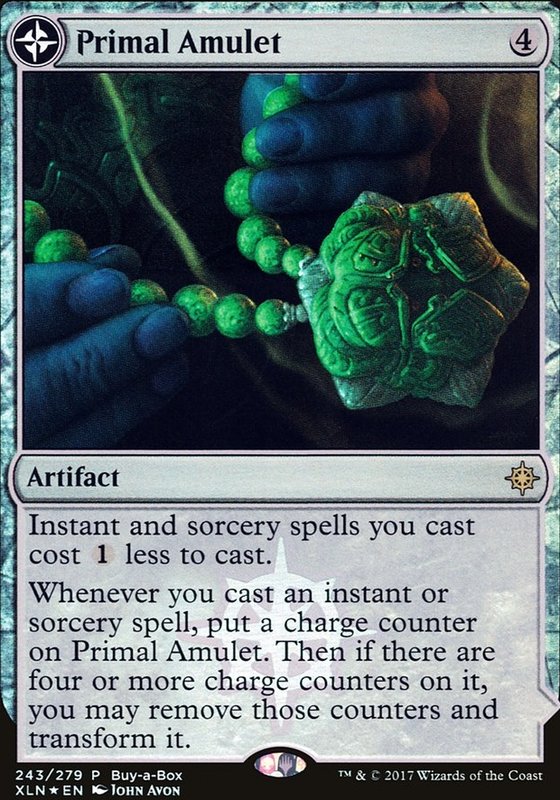 Primal Amulet 4
Artifact
Instant and sorcery spells you cast
cost 1 less to cast.
Whenever you cast an instant or
sorcery spell, put a charge counter
on Primal Amulet. Then if there are
four or more charge counters on it,
you may remove those counters and
transform it.
243/279 P Buy-a-Box
XLN★EN John Avon
™ & © 2017 Wizards of the Coast